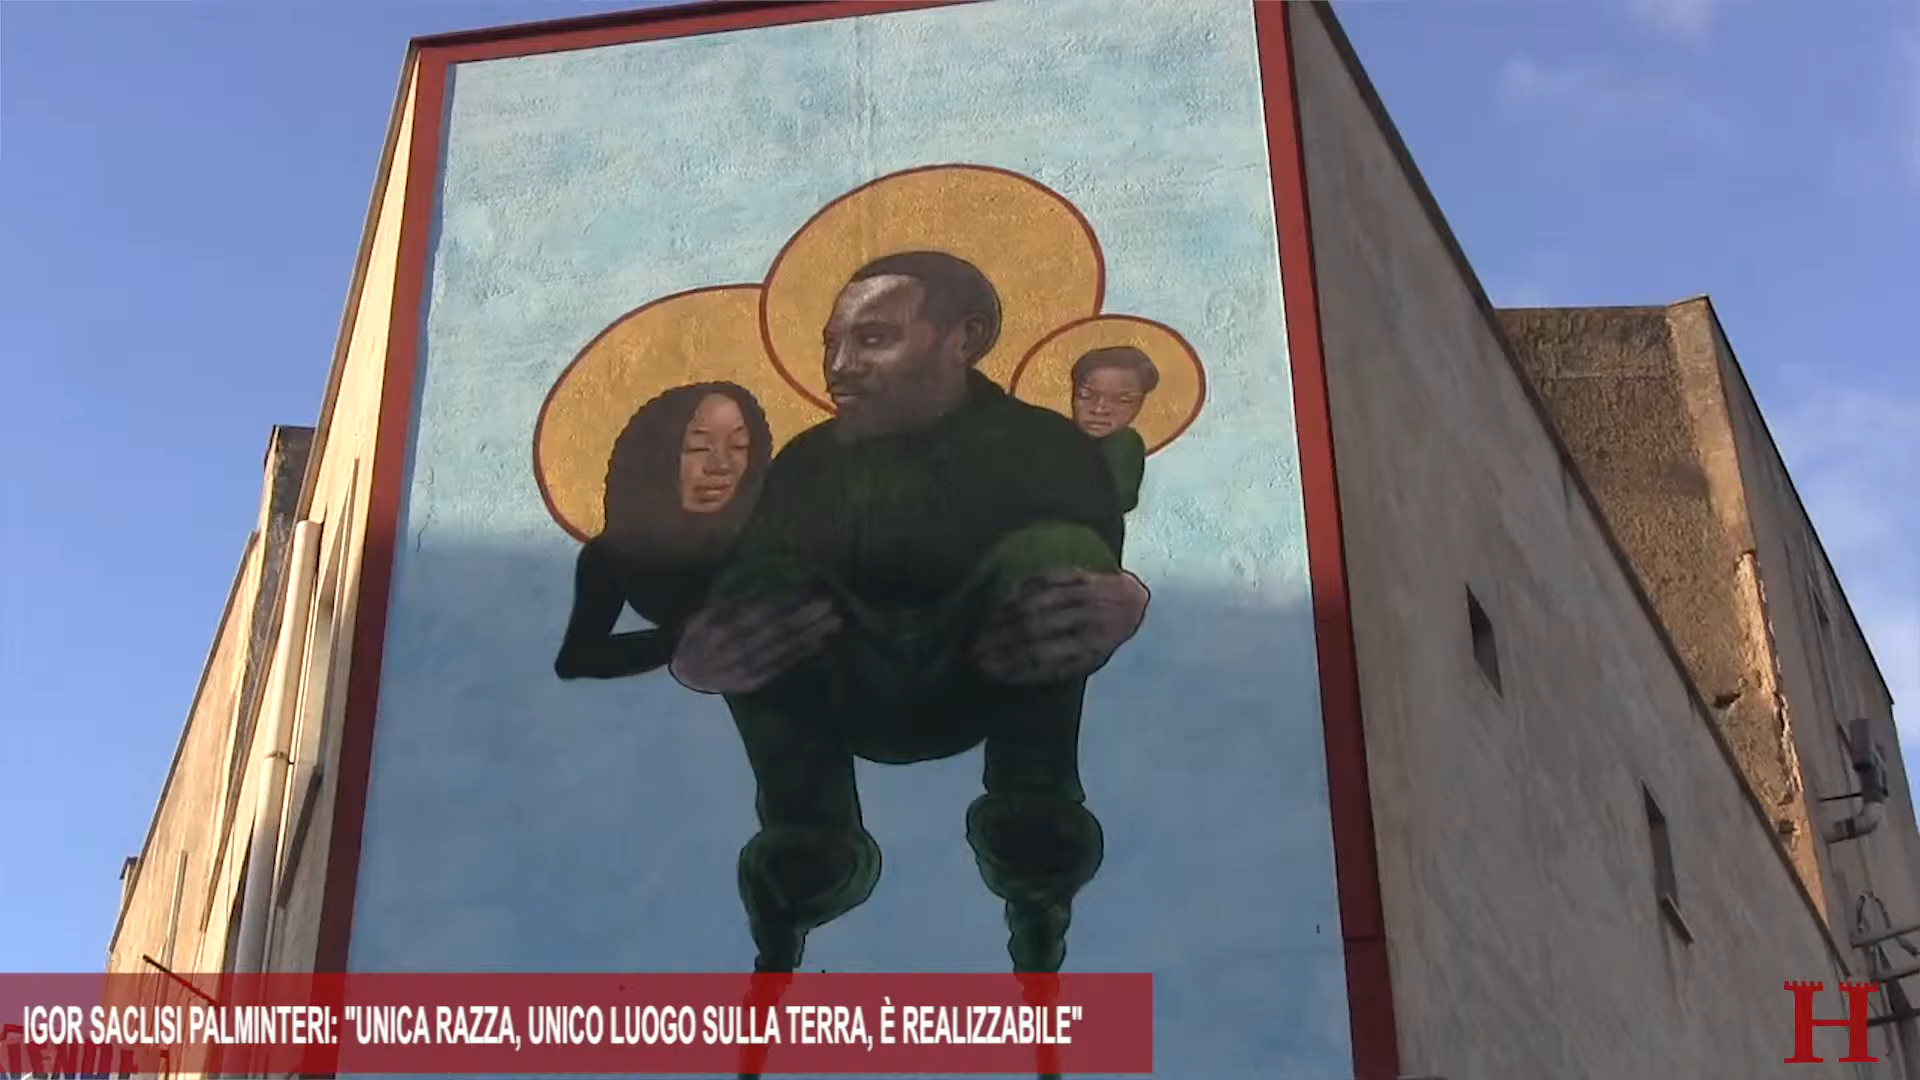 IGOR SACLISI PALMINTERI: "UNICA RAZZA, UNICO LUOGO SULLA TERRA, È REALIZZABILE"
H